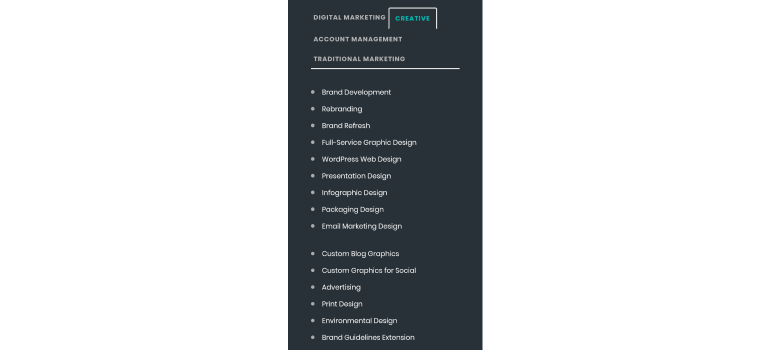 DIGITAL MARKETING CREATIVE
ACCOUNT MANAGEMENT
TRADITIONAL MARKETING
Brand Development
Rebranding
Brand Refresh
Full-Service Graphic Design
WordPress Web Design
Presentation Design
Infographic Design
Packaging Design
Email Marketing Design
Custom Blog Graphics
Custom Graphics for Social
Advertising
Print Design
Environmental Design
Brand Guidelines Extension